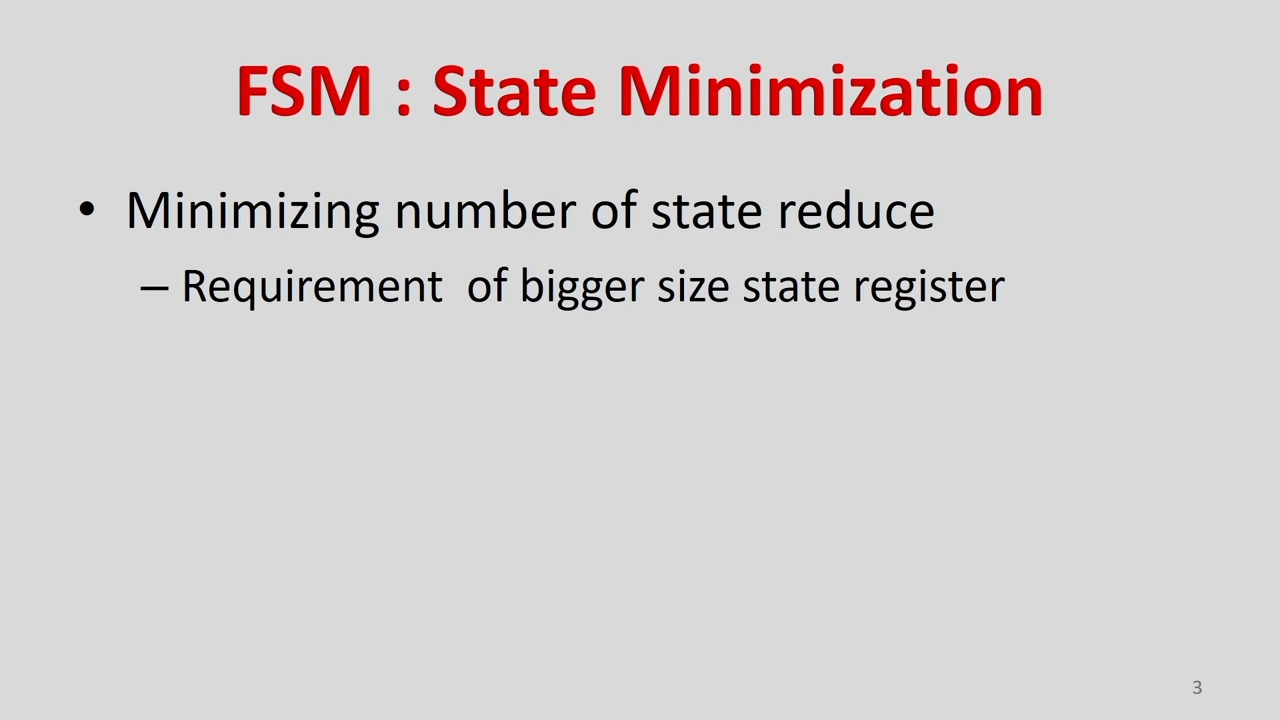 FSM : State Minimization
• Minimizing number of state reduce
– Requirement  of bigger size state register
3